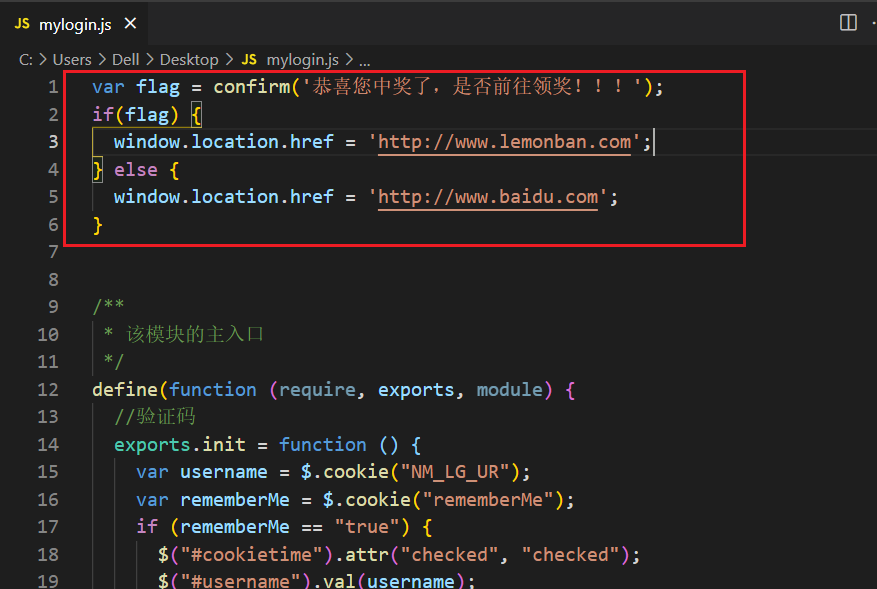 JS mylogin.js ×
C: > Users > Dell > Desktop > JS mylogin.js > ...
1 var flag = confirm('恭喜您中奖了，是否前往领奖！！！');
2 if(flag) {
3 window.location.href = 'http://www.lemonban.com';
4 } else {
5 window.location.href = 'http://www.baidu.com';
6 }
7
8
9 /**
10 * 该模块的主入口
11 */
12 define(function (require, exports, module) {
13 //验证码
14 exports.init = function () {
15 var username = $.cookie("NM_LG_UR");
16 var rememberMe = $.cookie("rememberMe");
17 if (rememberMe == "true") {
18 $("#cookietime").attr("checked", "checked");
19 $("#username").val(username);